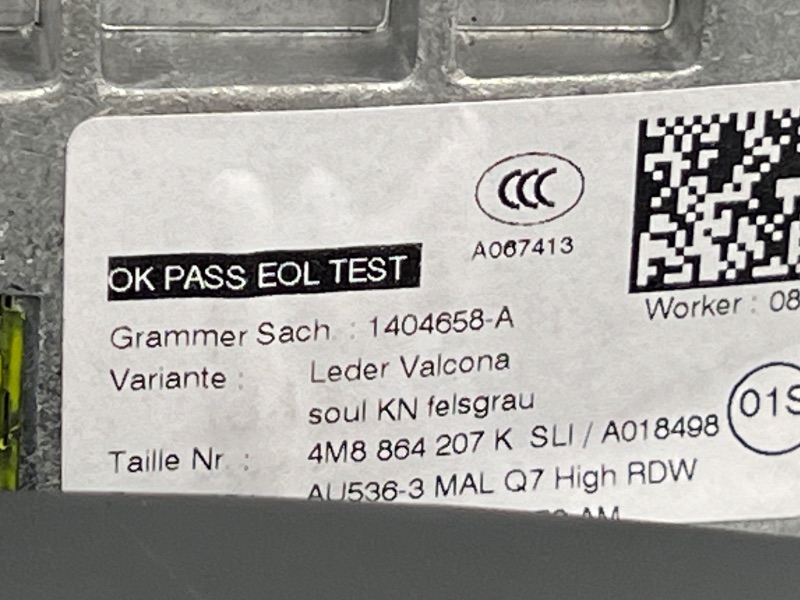 CCC
A067413
OK PASS EOL TEST
Worker : 08
Grammer Sach : 1404658-A
Variante : Leder Valcona
soul KN felsgrau
01S
Taille Nr : 4M8 864 207 K SLI / A018498
AU536-3 MAL Q7 High RDW
AM